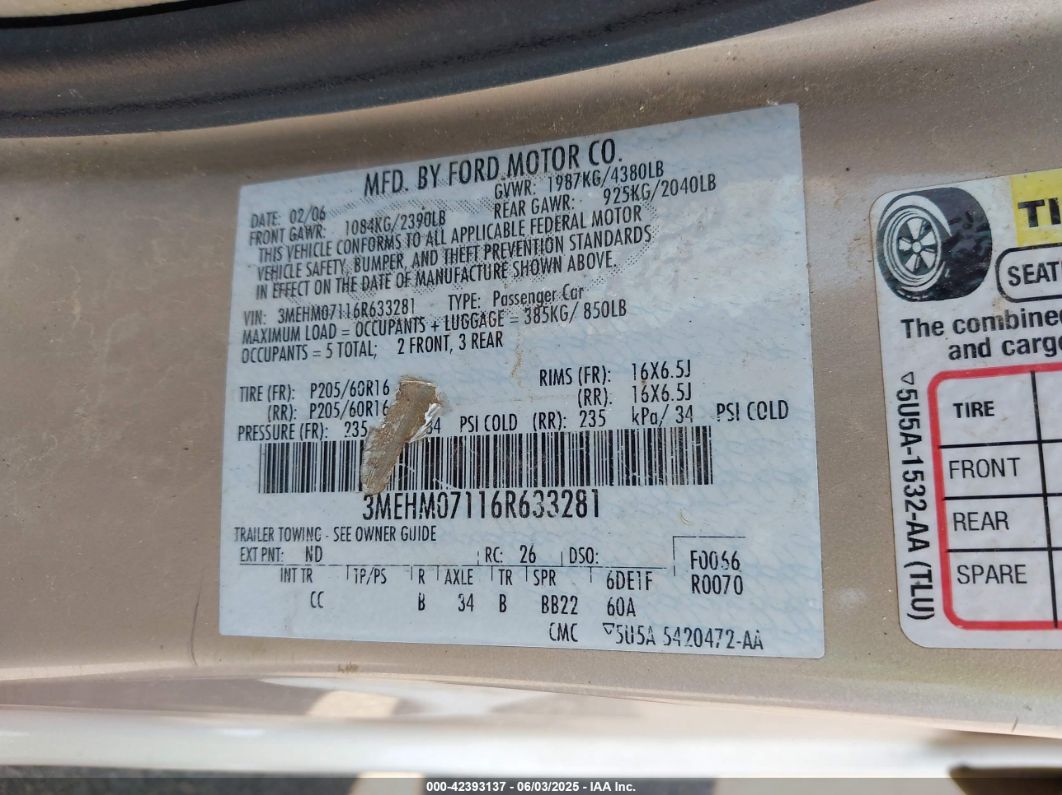 MFD. BY FORD MOTOR CO.
DATE: 02/06 GVWR: 1987KG/4380LB
FRONT GAWR: 1084KG/2390LB REAR GAWR: 925KG/2040LB
THIS VEHICLE CONFORMS TO ALL APPLICABLE FEDERAL MOTOR
VEHICLE SAFETY, BUMPER, AND THEFT PREVENTION STANDARDS
IN EFFECT ON THE DATE OF MANUFACTURE SHOWN ABOVE.
VIN: 3MEHM07116R633281 TYPE: Passenger Car
MAXIMUM LOAD = OCCUPANTS + LUGGAGE = 385KG/ 850LB
OCCUPANTS = 5 TOTAL; 2 FRONT, 3 REAR
TIRE (FR): P205/60R16 RIMS (FR): 16X6.5J
(RR): P205/60R16 (RR): 16X6.5J
PRESSURE (FR): 235 34 PSI COLD (RR): 235 kPa/ 34 PSI COLD
3MEHM07116R633281
TRAILER TOWING - SEE OWNER GUIDE
EXT PNT: ND RC: 26 DSO: F0066
INT TR TP/PS R AXLE TR SPR 6DE1F R0070
CC B 34 B BB22 60A
CMC ▽5U5A 5420472-AA
TI
SEAT
The combine
and cargo
TIRE
FRONT
REAR
SPARE
▽5U5A-1532-AA (TLU)
000-42393137 - 06/03/2025 - IAA Inc.